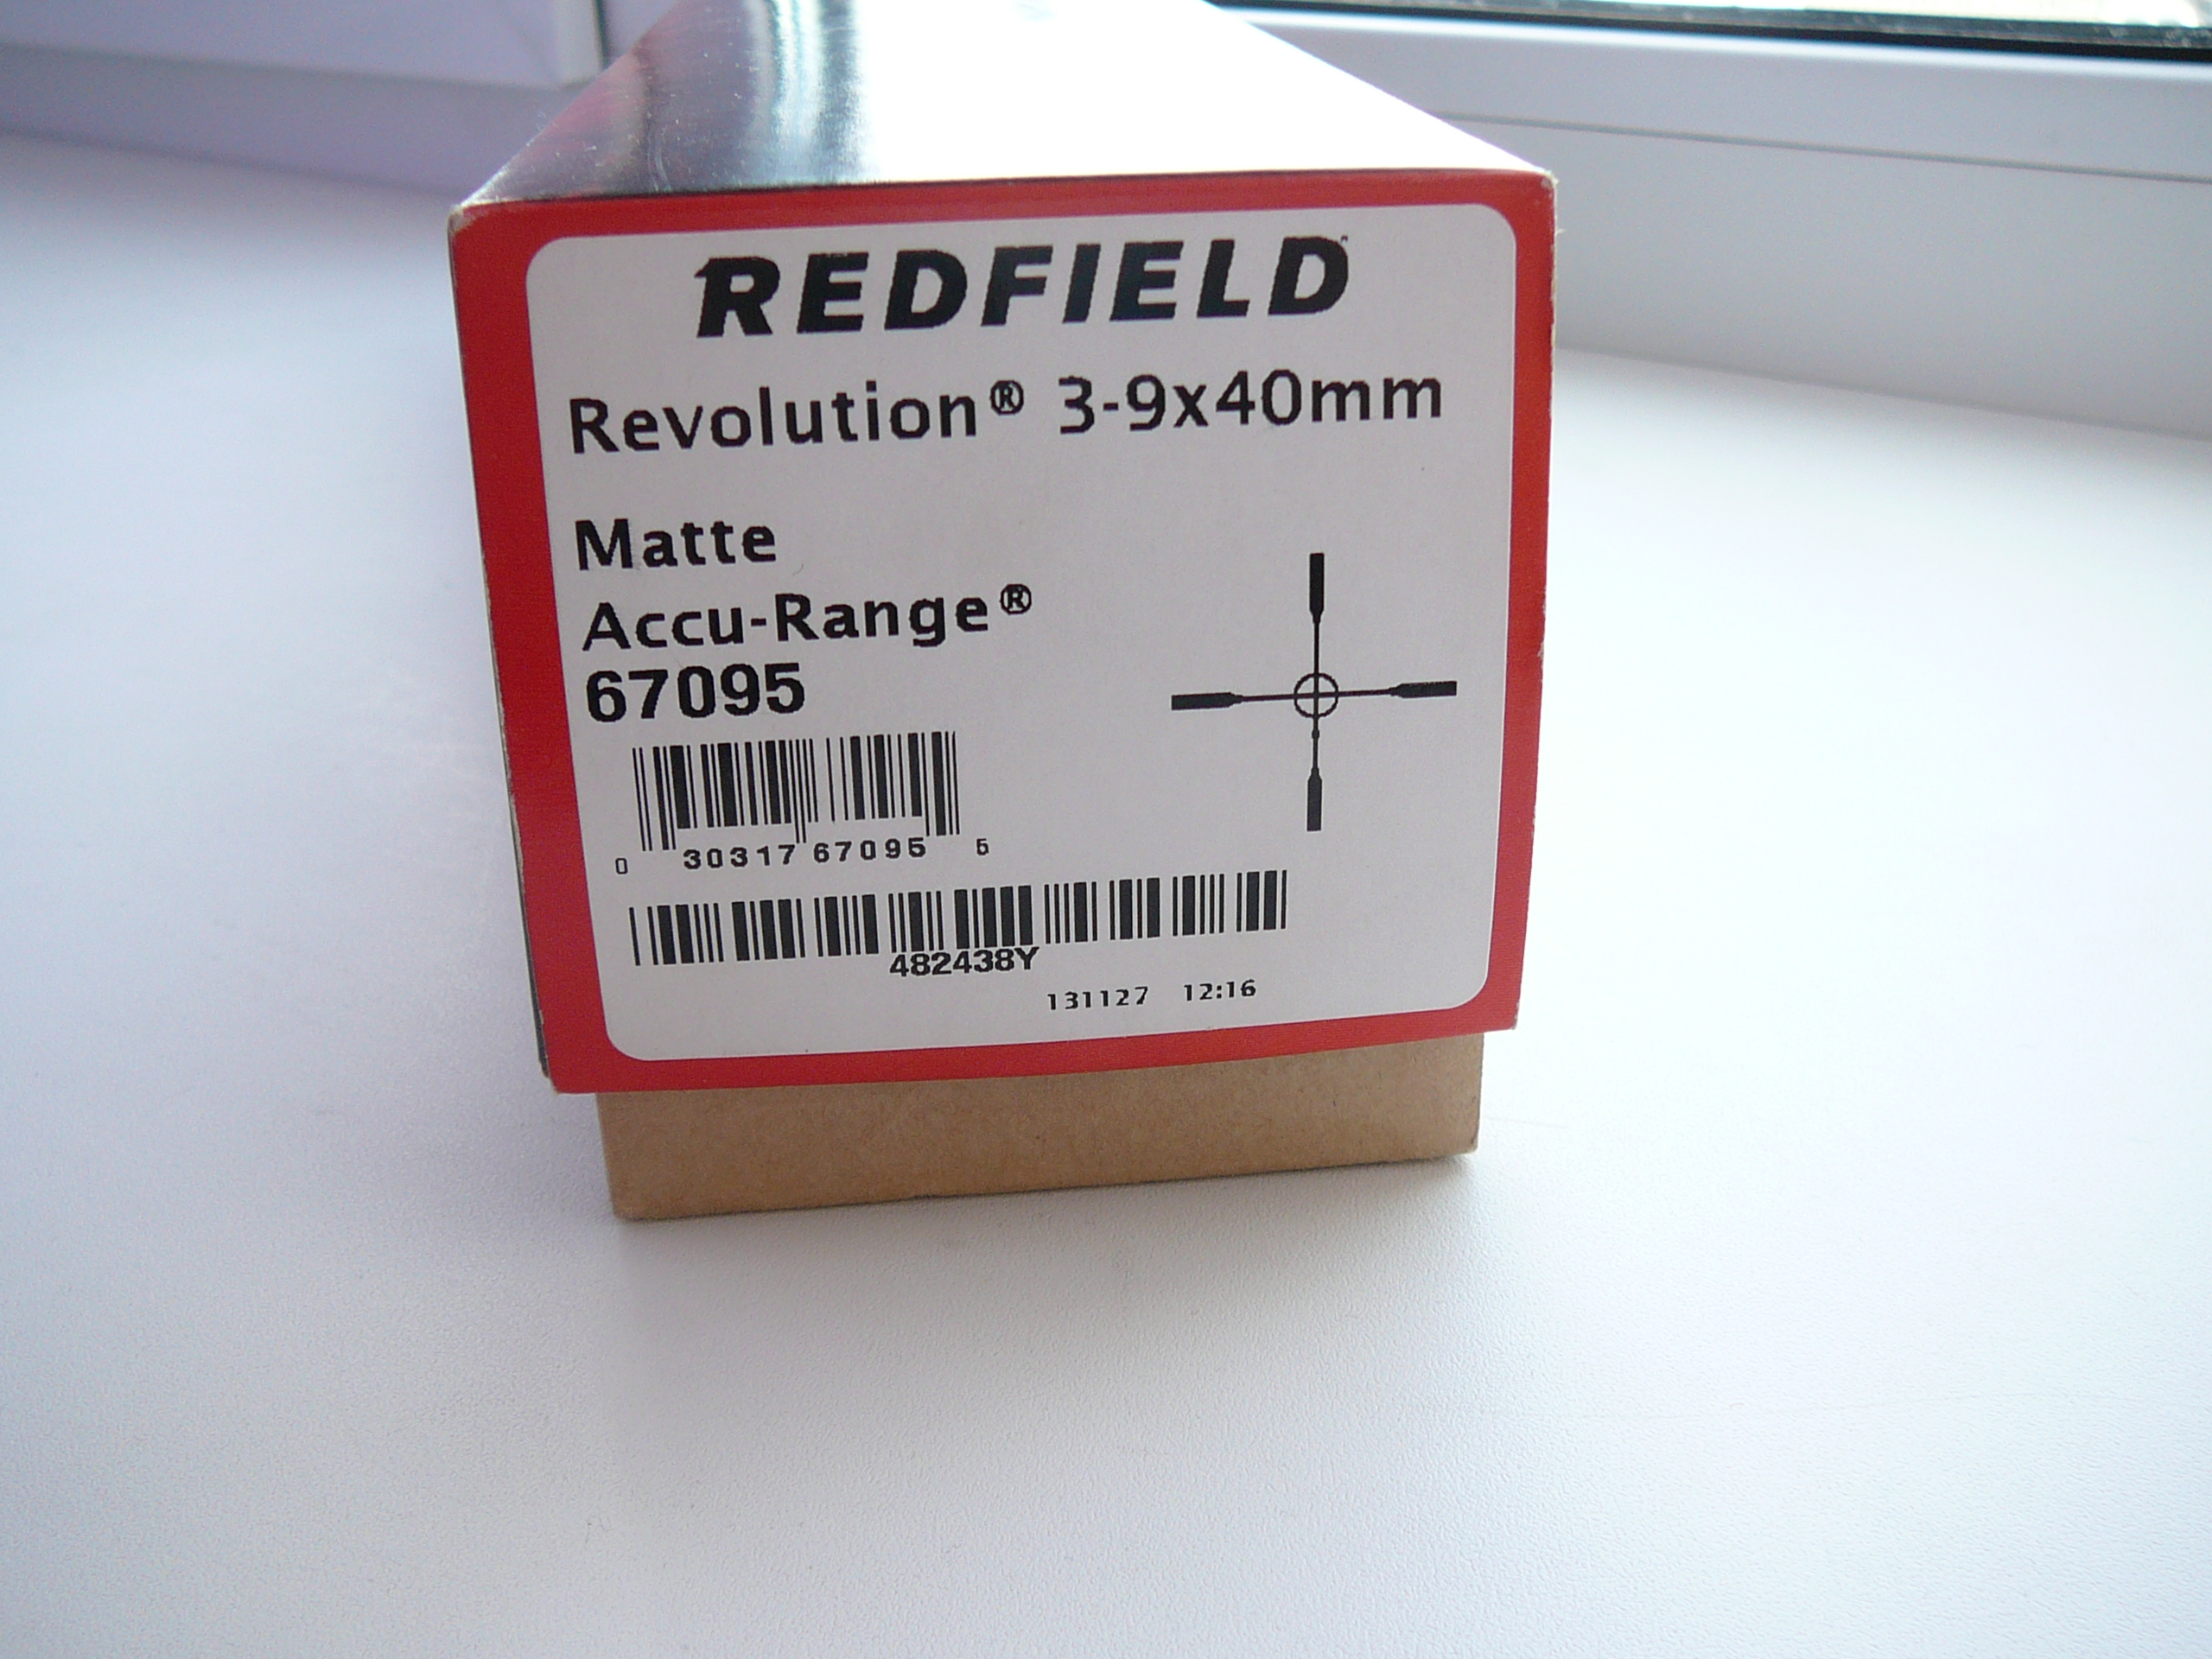 REDFIELD
Revolution® 3-9x40mm
Matte
Accu-Range®
67095
0 30317 67095 5
482438Y
131127 12:16